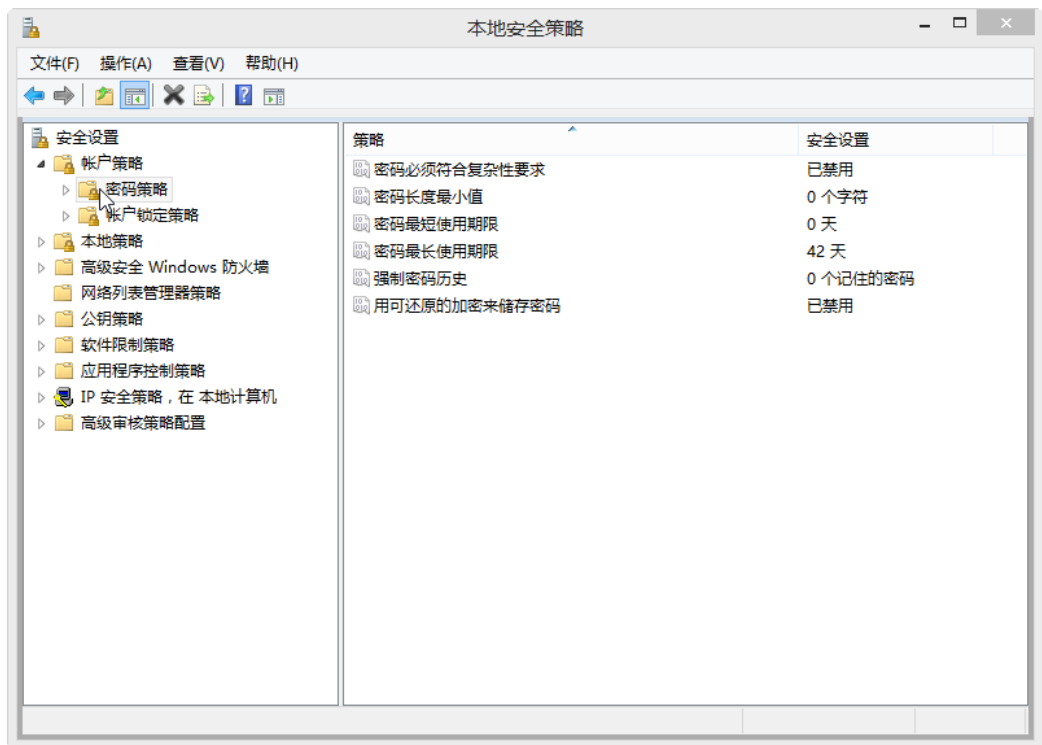 本地安全策略
文件(F) 操作(A) 查看(V) 帮助(H)
安全设置
帐户策略
密码策略
帐户锁定策略
本地策略
高级安全 Windows 防火墙
网络列表管理器策略
公钥策略
软件限制策略
应用程序控制策略
IP 安全策略，在 本地计算机
高级审核策略配置
策略 安全设置
密码必须符合复杂性要求 已禁用
密码长度最小值 0 个字符
密码最短使用期限 0 天
密码最长使用期限 42 天
强制密码历史 0 个记住的密码
用可还原的加密来储存密码 已禁用